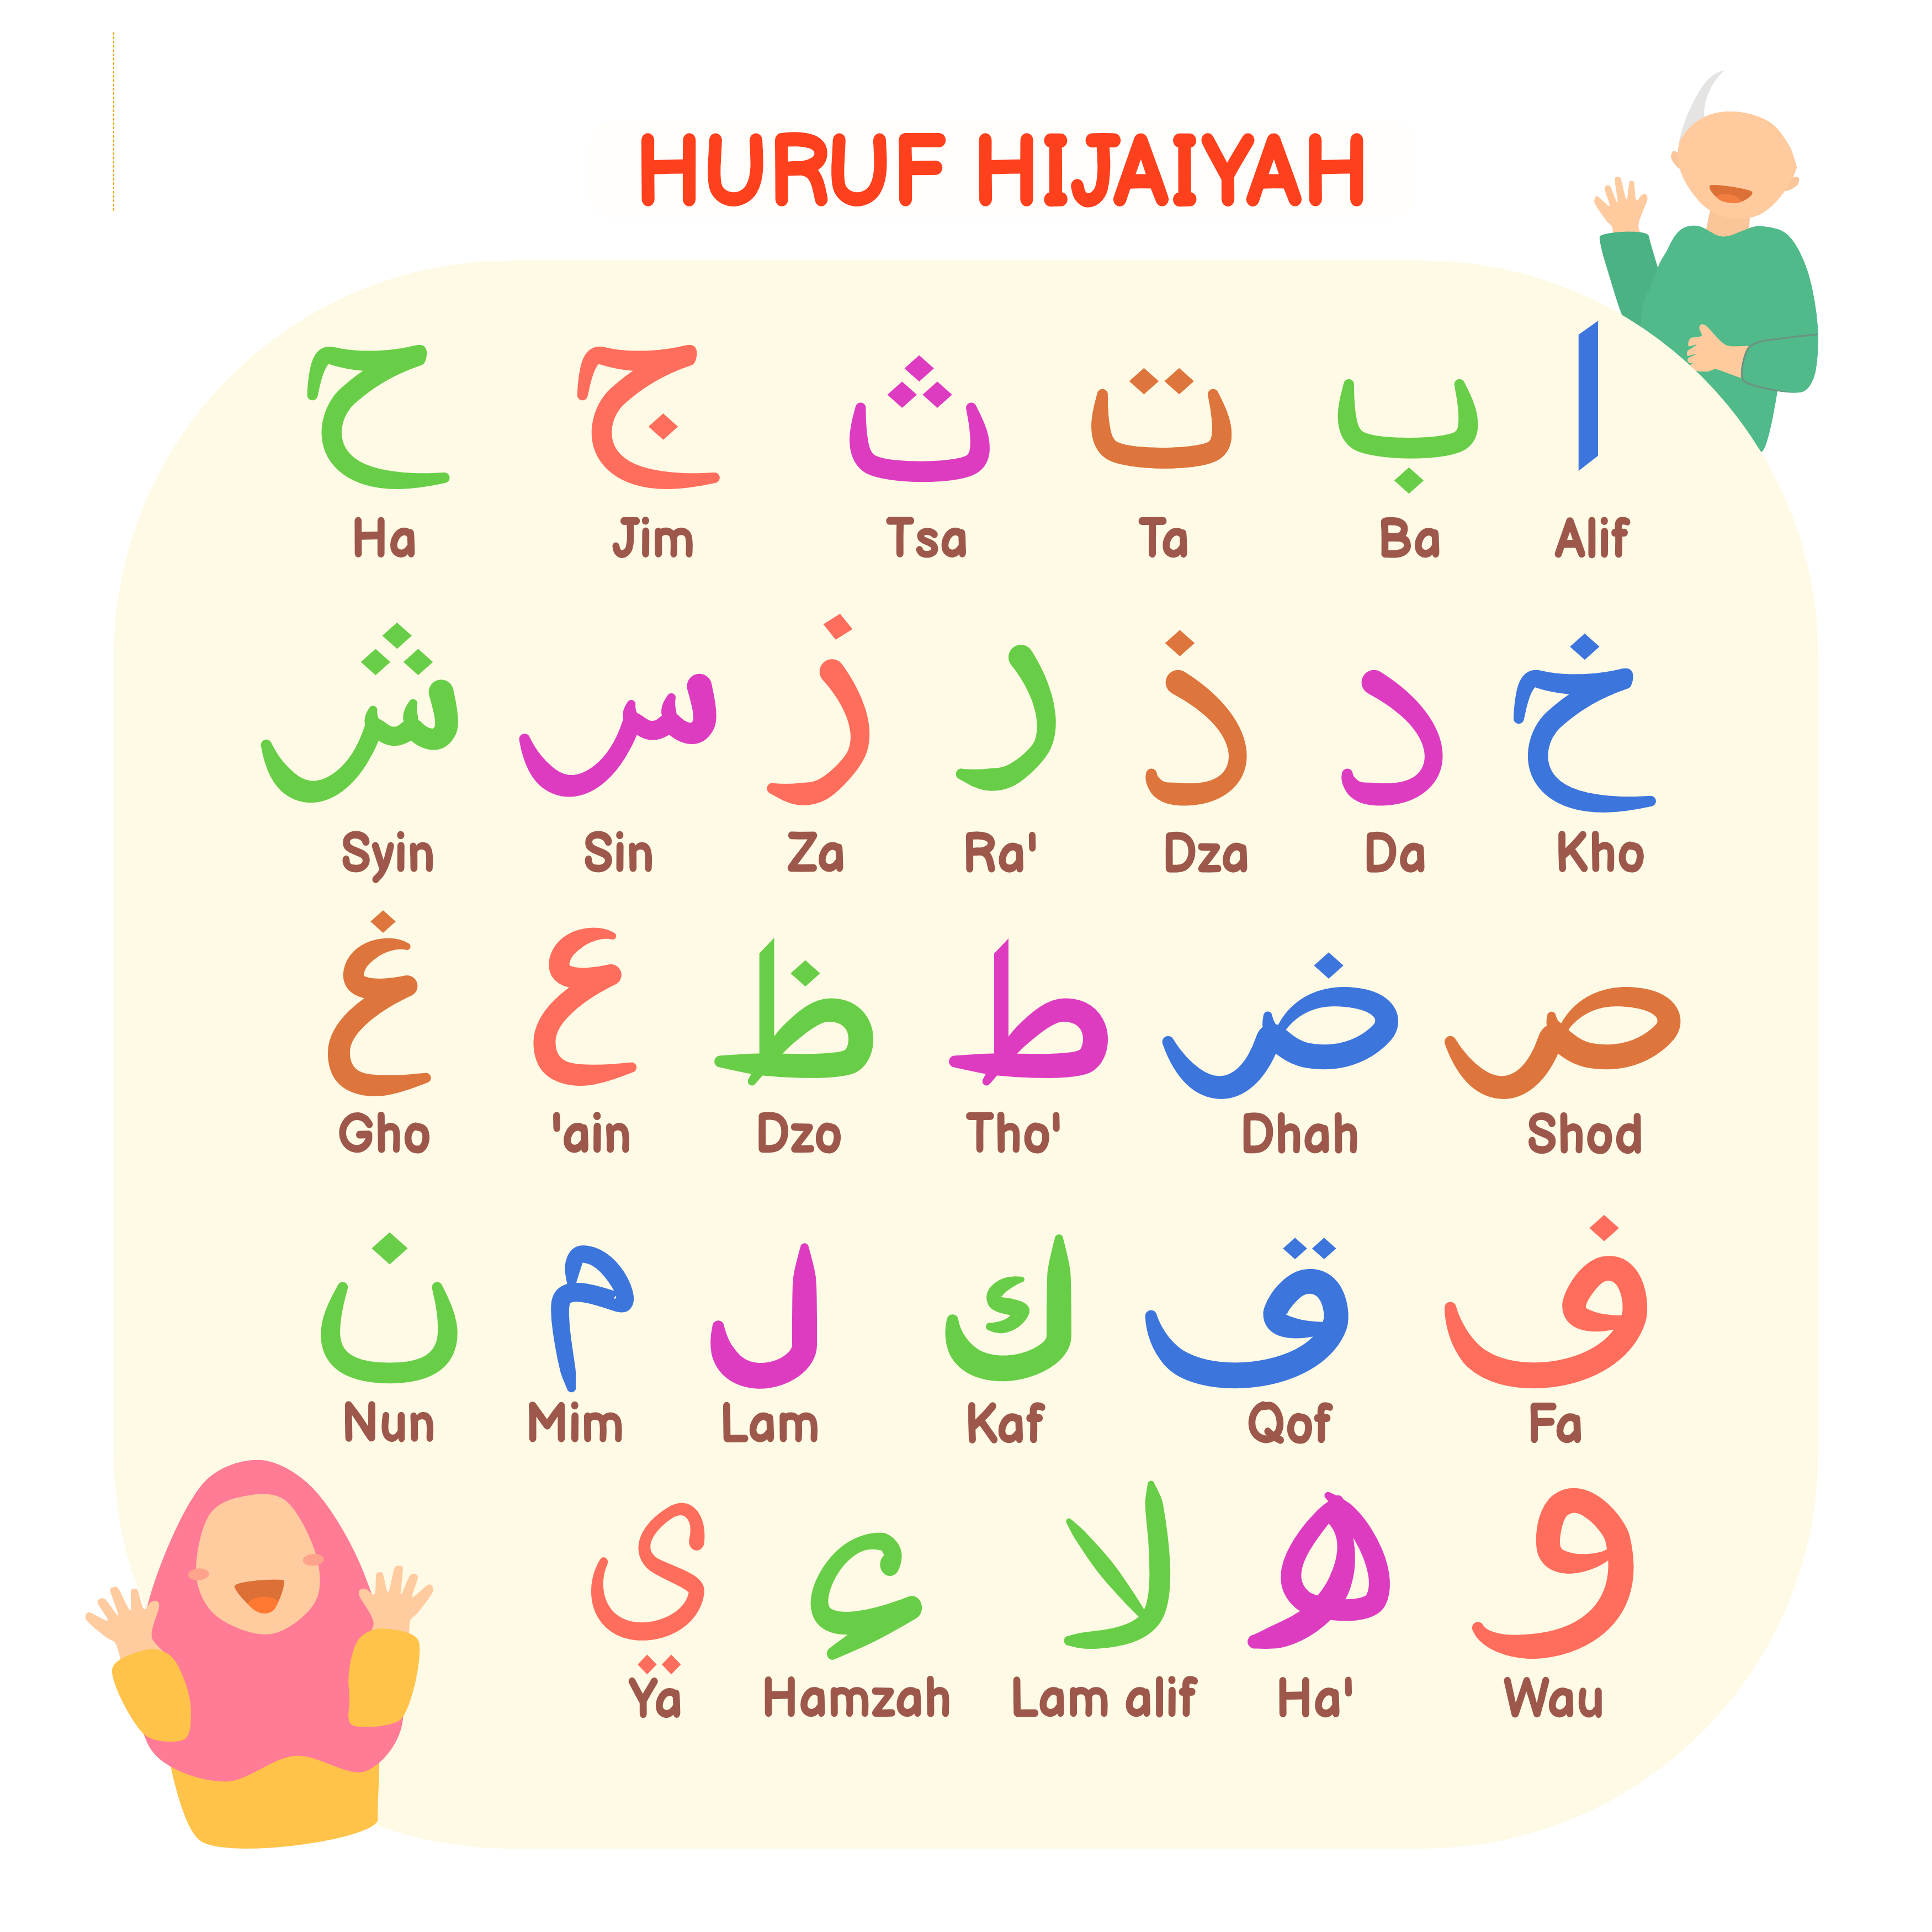 HURUF HIJAIYAH
ا ب ت ث ج ح
Alif Ba Ta Tsa Jim Ha
خ د ذ ر ز س ش
Kho Da Dza Ra' Za Sin Syin
ص ض ط ظ ع غ
Shod Dhah Tho' Dzo 'ain Gho
ف ق ك ل م ن
Fa Qof Kaf Lam Mim Nun
و ه لا ء ي
Wau Ha' Lam alif Hamzah Ya